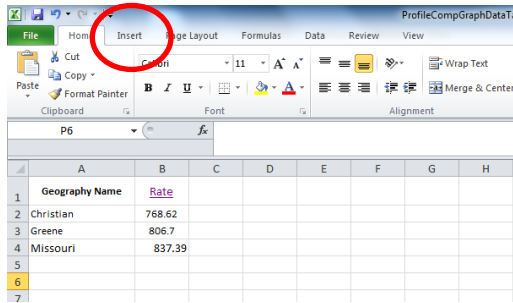 ProfileCompGraphDataTa
File Home Insert Page Layout Formulas Data Review View
Cut
Copy
Format Painter
Paste
Calibri 11 A A
B I U A
Wrap Text
Merge & Center
Clipboard Font Alignment
P6 fx
A B C D E F G H
1 Geography Name Rate
2 Christian 768.62
3 Greene 806.7
4 Missouri 837.39
5
6
7